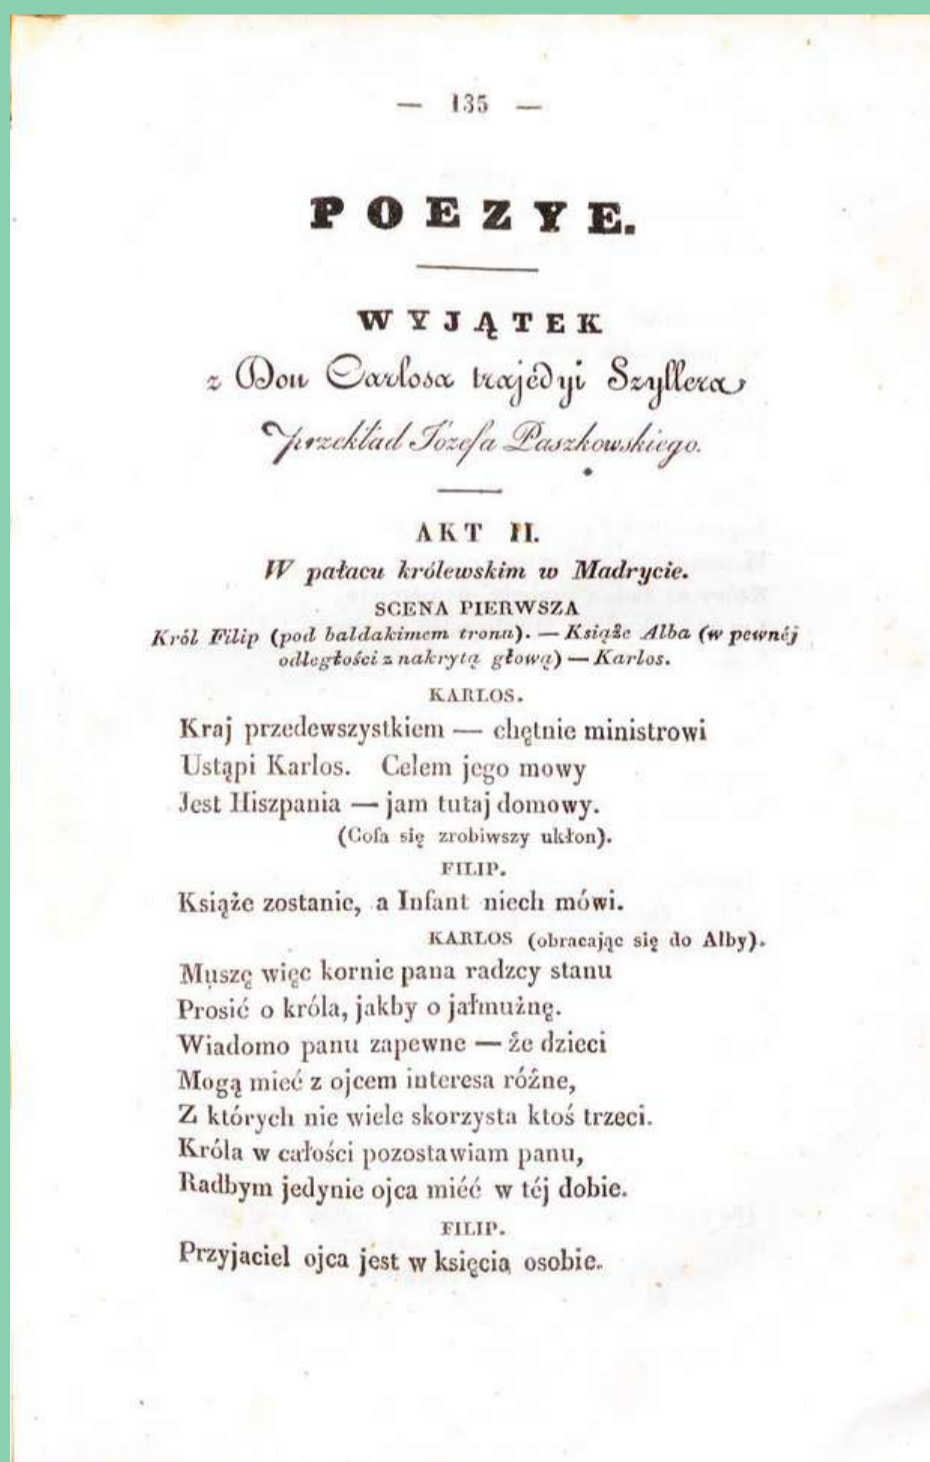 — 135 —
POEZYE.
WYJĄTEK
z Don Carlosa trajédyi Szyllera,
przekład Józefa Paszkowskiego.
AKT II.
W pałacu królewskim w Madrycie.
SCENA PIERWSZA
Król Filip (pod baldakimem tronu). — Książe Alba (w pewnéj
odległości z nakrytą głową) — Karlos.
KARLOS.
Kraj przedewszystkiem — chętnie ministrowi
Ustąpi Karlos. Celem jego mowy
Jest Hiszpania — jam tutaj domowy.
(Cofa się zrobiwszy ukłon).
FILIP.
Książe zostanie, a Infant niech mówi.
KARLOS (obracając się do Alby).
Muszę więc kornie pana radzcy stanu
Prosić o króla, jakby o jałmużnę.
Wiadomo panu zapewne — że dzieci
Mogą mieć z ojcem interesa różne,
Z których nie wiele skorzysta ktoś trzeci.
Króla w całości pozostawiam panu,
Radbym jedynie ojca miéć w téj dobie.
FILIP.
Przyjaciel ojca jest w księcia osobie.